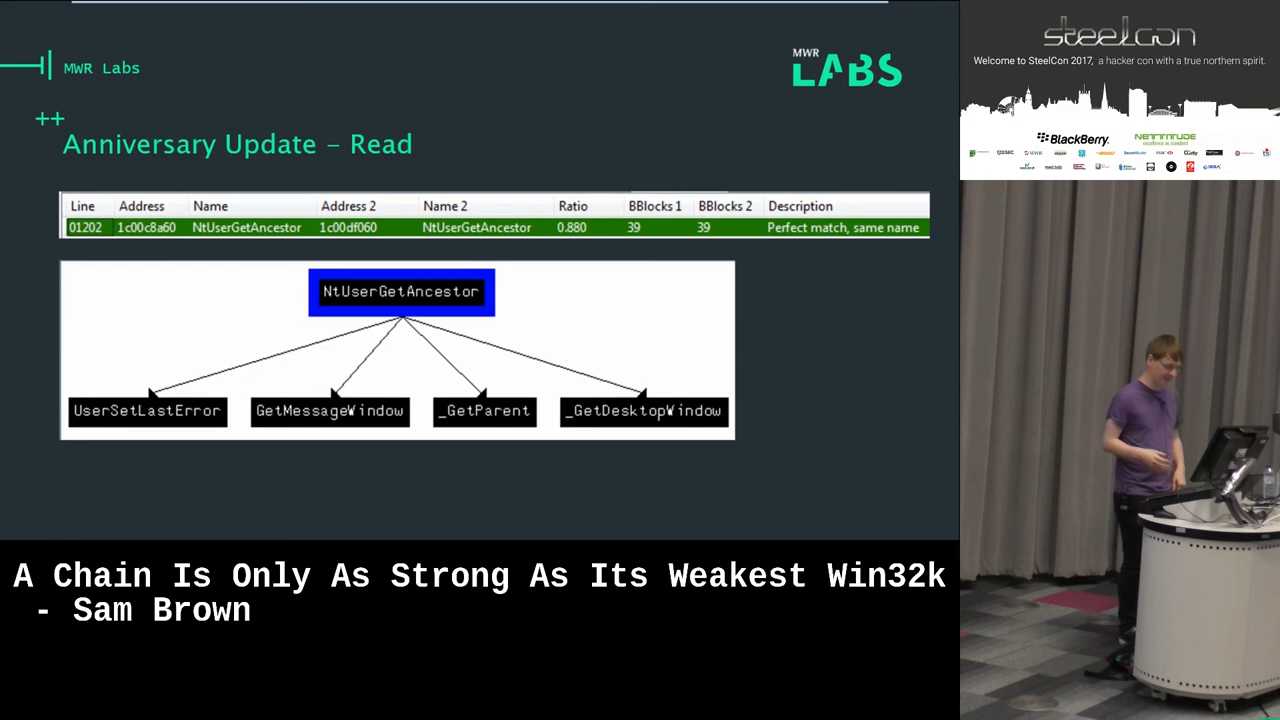 MWR Labs
MWR
LABS
++
Anniversary Update – Read
Line Address Name Address 2 Name 2 Ratio BBlocks 1 BBlocks 2 Description
01202 1c00c8a60 NtUserGetAncestor 1c00df060 NtUserGetAncestor 0.880 39 39 Perfect match, same name
NtUserGetAncestor
UserSetLastError GetMessageWindow _GetParent _GetDesktopWindow
A Chain Is Only As Strong As Its Weakest Win32k
- Sam Brown
steelcon
Welcome to SteelCon 2017, a hacker con with a true northern spirit.
BlackBerry NETTITUDE